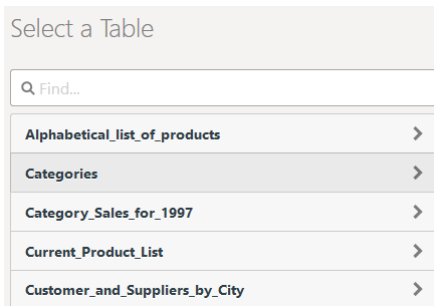 Select a Table
Find...
Alphabetical_list_of_products
Categories
Category_Sales_for_1997
Current_Product_List
Customer_and_Suppliers_by_City